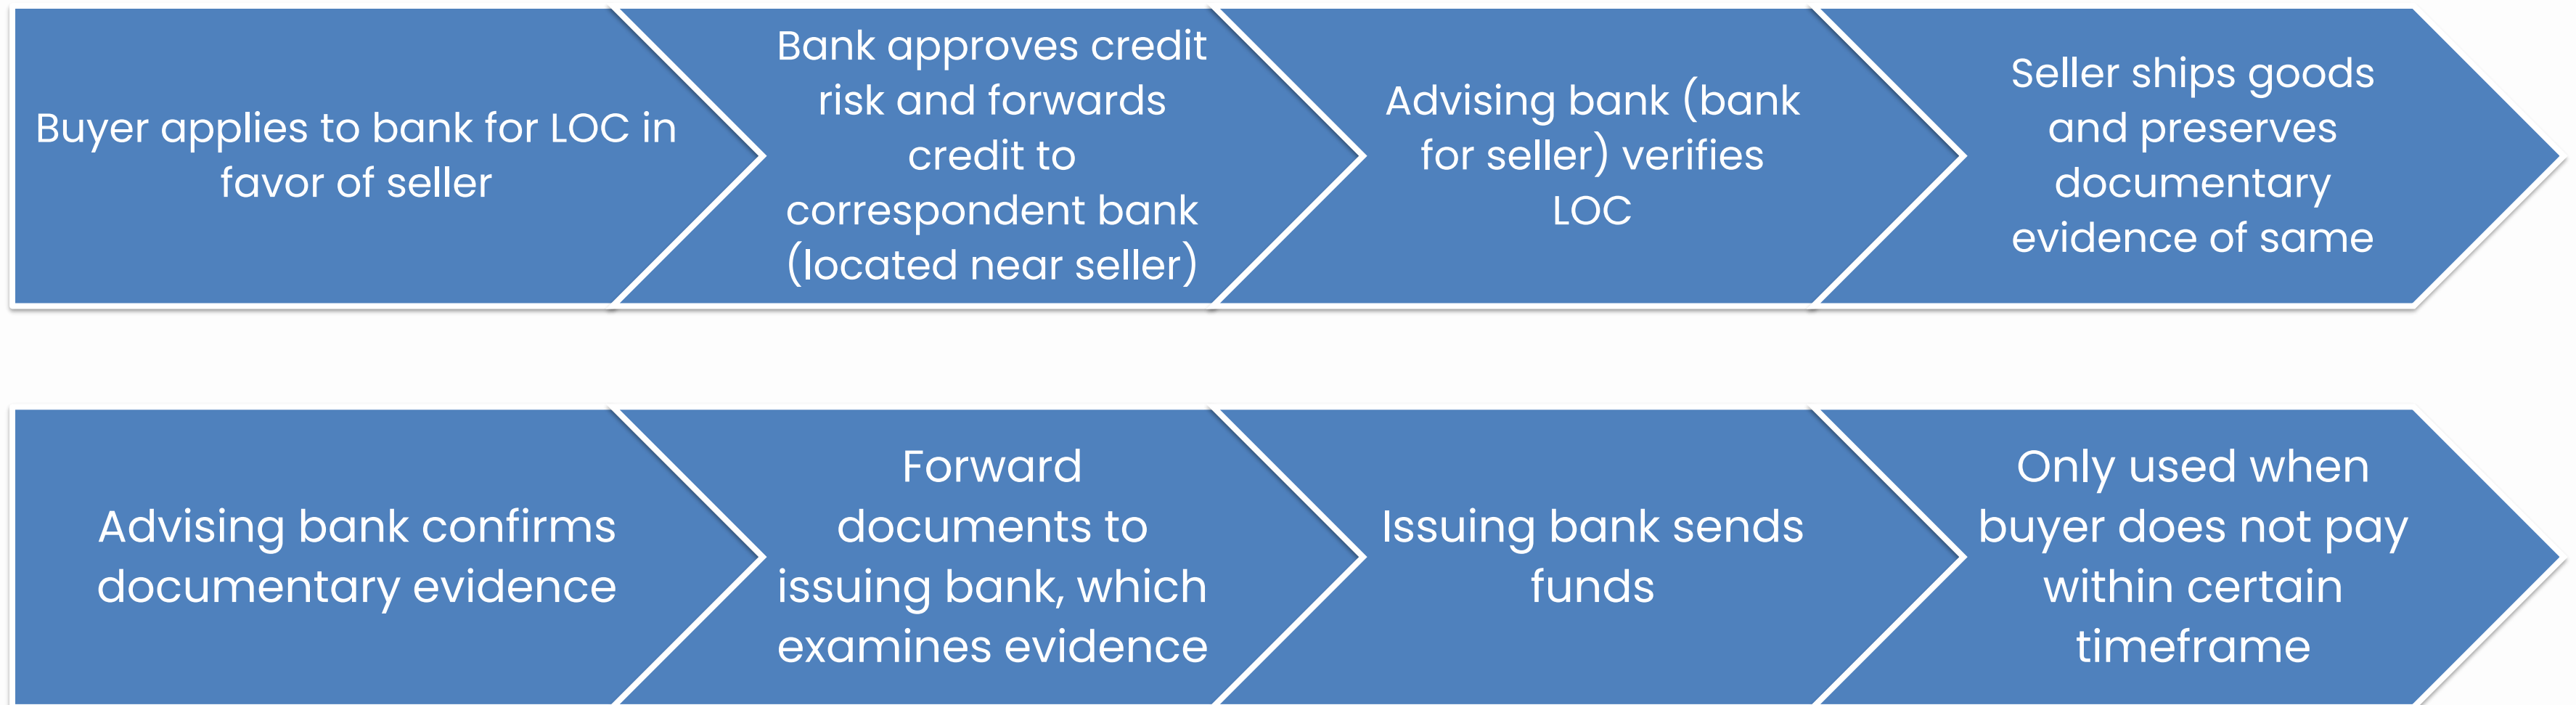 Buyer applies to bank for LOC in
favor of seller
Bank approves credit
risk and forwards
credit to
correspondent bank
(located near seller)
Advising bank (bank
for seller) verifies
LOC
Seller ships goods
and preserves
documentary
evidence of same
Advising bank confirms
documentary evidence
Forward
documents to
issuing bank, which
examines evidence
Issuing bank sends
funds
Only used when
buyer does not pay
within certain
timeframe